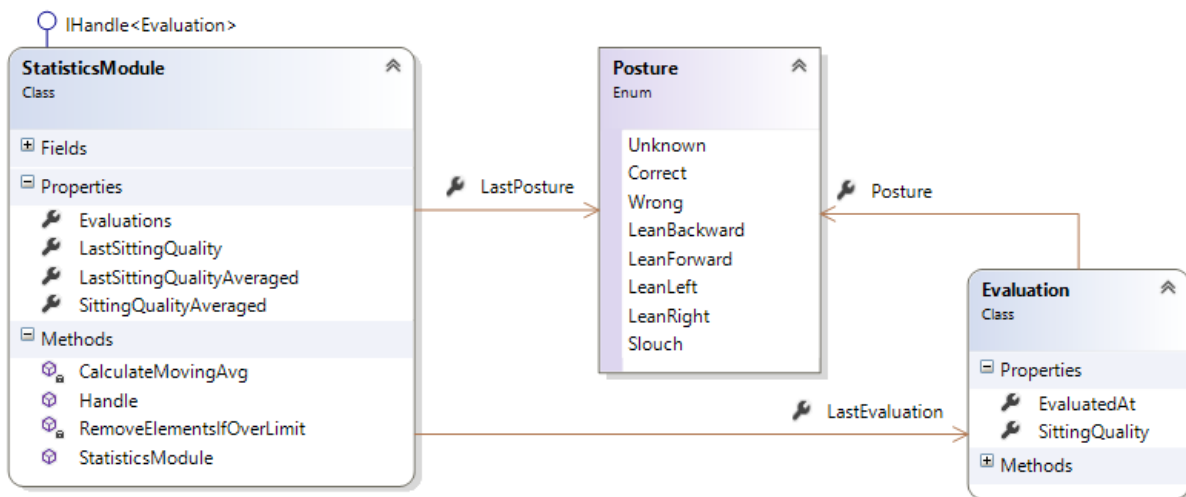 IHandle<Evaluation>
StatisticsModule
Class
Fields
Properties
Evaluations
LastSittingQuality
LastSittingQualityAveraged
SittingQualityAveraged
Methods
CalculateMovingAvg
Handle
RemoveElementsIfOverLimit
StatisticsModule
LastPosture
Posture
Enum
Unknown
Correct
Wrong
LeanBackward
LeanForward
LeanLeft
LeanRight
Slouch
Posture
LastEvaluation
Evaluation
Class
Properties
EvaluatedAt
SittingQuality
Methods